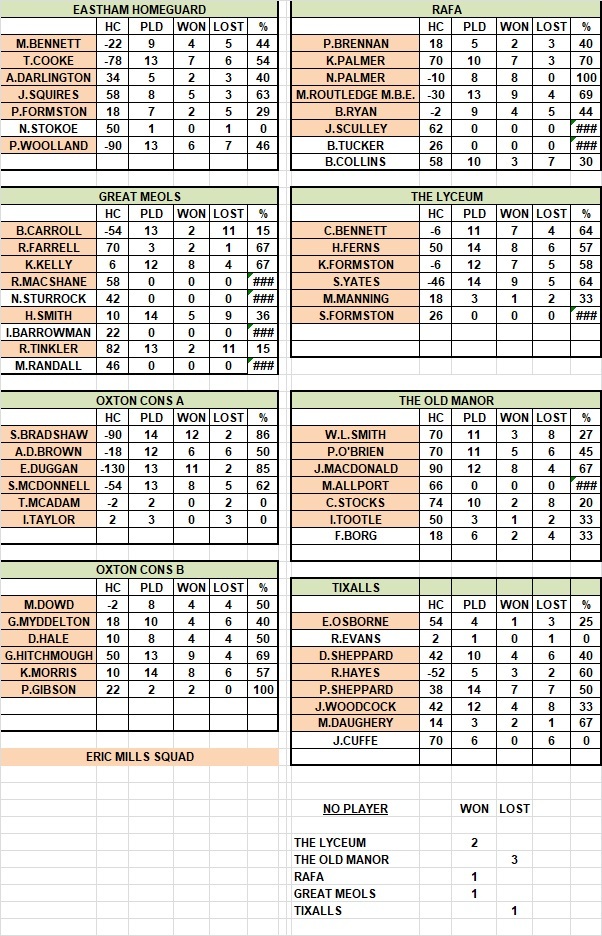 EASTHAM HOMEGUARD
HC PLD WON LOST %
M.BENNETT -22 9 4 5 44
T.COOKE -78 13 7 6 54
A.DARLINGTON 34 5 2 3 40
J.SQUIRES 58 8 5 3 63
P.FORMSTON 18 7 2 5 29
N.STOKOE 50 1 0 1 0
P.WOOLLAND -90 13 6 7 46
RAFA
HC PLD WON LOST %
P.BRENNAN 18 5 2 3 40
K.PALMER 70 10 7 3 70
N.PALMER -10 8 8 0 100
M.ROUTLEDGE M.B.E. -30 13 9 4 69
B.RYAN -2 9 4 5 44
J.SCULLEY 62 0 0 0 ###
B.TUCKER 26 0 0 0 ###
B.COLLINS 58 10 3 7 30
GREAT MEOLS
HC PLD WON LOST %
B.CARROLL -54 13 2 11 15
R.FARRELL 70 3 2 1 67
K.KELLY 6 12 8 4 67
R.MACSHANE 58 0 0 0 ###
N.STURROCK 42 0 0 0 ###
H.SMITH 10 14 5 9 36
I.BARROWMAN 22 0 0 0 ###
R.TINKLER 82 13 2 11 15
M.RANDALL 46 0 0 0 ###
THE LYCEUM
HC PLD WON LOST %
C.BENNETT -6 11 7 4 64
H.FERNS 50 14 8 6 57
K.FORMSTON -6 12 7 5 58
S.YATES -46 14 9 5 64
M.MANNING 18 3 1 2 33
S.FORMSTON 26 0 0 0 ###
OXTON CONS A
HC PLD WON LOST %
S.BRADSHAW -90 14 12 2 86
A.D.BROWN -18 12 6 6 50
E.DUGGAN -130 13 11 2 85
S.MCDONNELL -54 13 8 5 62
T.MCADAM -2 2 0 2 0
I.TAYLOR 2 3 0 3 0
THE OLD MANOR
HC PLD WON LOST %
W.L.SMITH 70 11 3 8 27
P.O'BRIEN 70 11 5 6 45
J.MACDONALD 90 12 8 4 67
M.ALLPORT 66 0 0 0 ###
C.STOCKS 74 10 2 8 20
I.TOOTLE 50 3 1 2 33
F.BORG 18 6 2 4 33
OXTON CONS B
HC PLD WON LOST %
M.DOWD -2 8 4 4 50
G.MYDDELTON 18 10 4 6 40
D.HALE 10 8 4 4 50
G.HITCHMOUGH 50 13 9 4 69
K.MORRIS 10 14 8 6 57
P.GIBSON 22 2 2 0 100
TIXALLS
HC PLD WON LOST %
E.OSBORNE 54 4 1 3 25
R.EVANS 2 1 0 1 0
D.SHEPPARD 42 10 4 6 40
R.HAYES -52 5 3 2 60
P.SHEPPARD 38 14 7 7 50
J.WOODCOCK 42 12 4 8 33
M.DAUGHERY 14 3 2 1 67
J.CUFFE 70 6 0 6 0
ERIC MILLS SQUAD
NO PLAYER WON LOST
THE LYCEUM 2
THE OLD MANOR 3
RAFA 1
GREAT MEOLS 1
TIXALLS 1